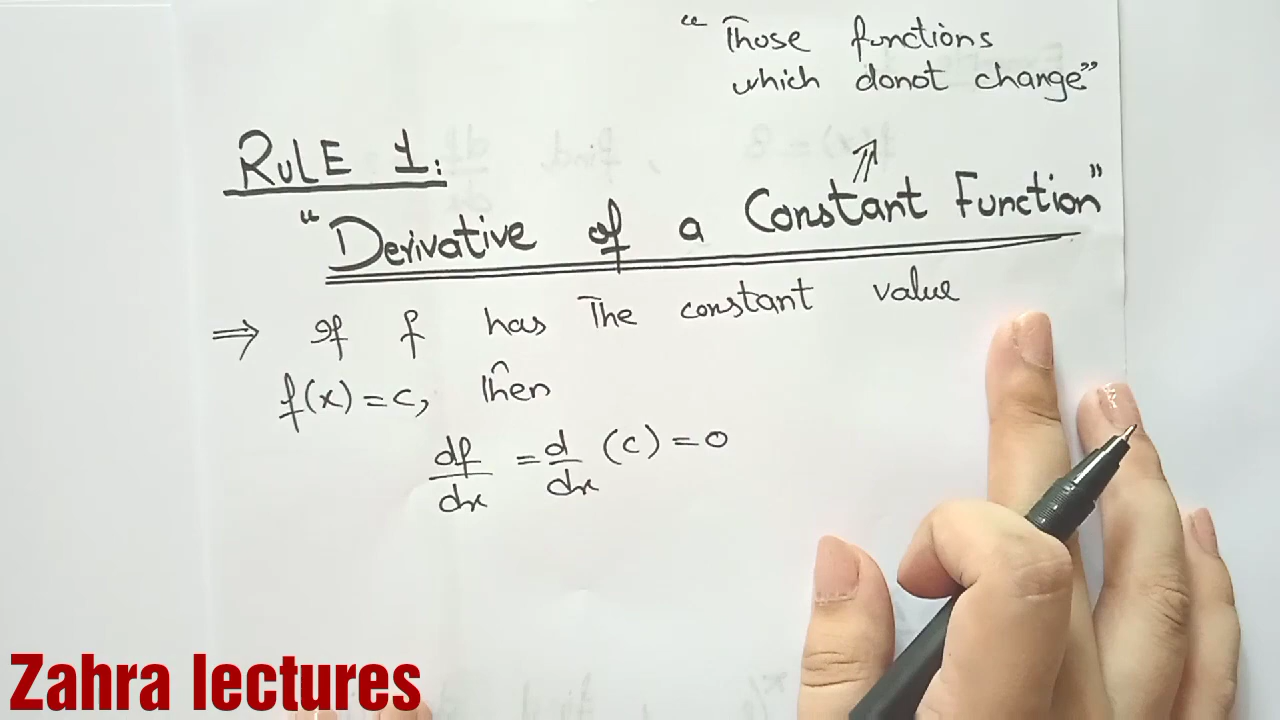 “Those functions
which donot change”
RULE 1:
“Derivative of a Constant Function”
⇒ If f has The constant value
f(x) = c, Then
df/dx = d/dx (c) = 0
Zahra lectures